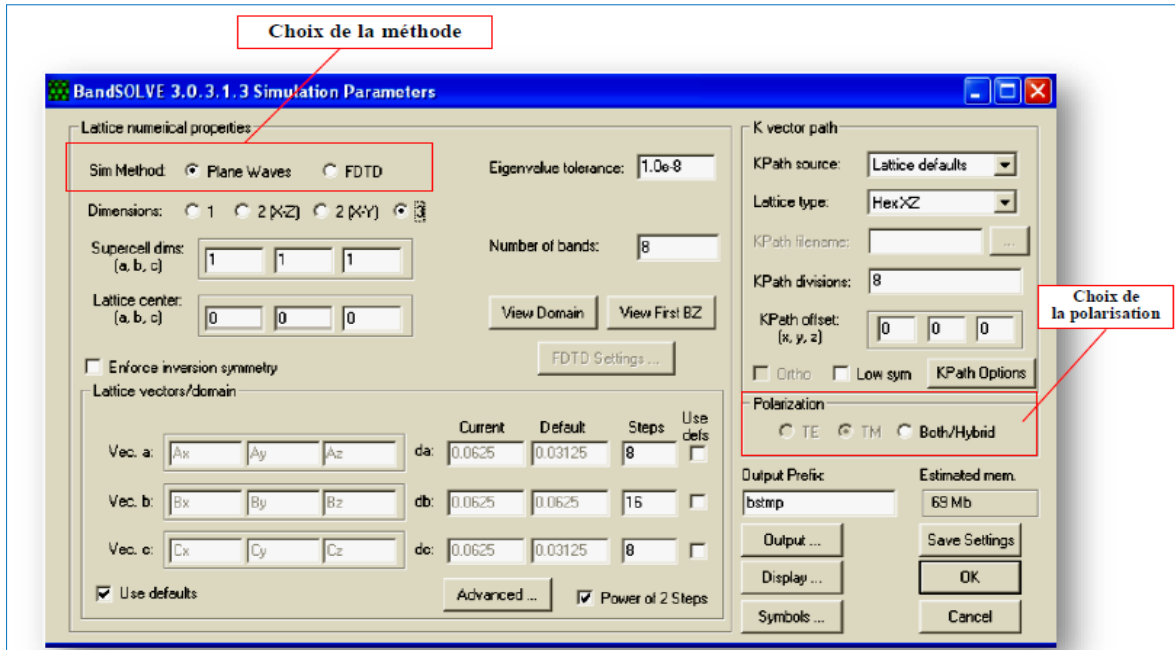 Choix de la méthode
BandSOLVE 3.0.3.1.3 Simulation Parameters
Lattice numerical properties
Sim Method: Plane Waves FDTD
Eigenvalue tolerance: 1.0e-8
Dimensions: 1 2 (X-Z) 2 (X-Y) 3
Supercell dims: (a, b, c) 1 1 1
Number of bands: 8
Lattice center: (a, b, c) 0 0 0
View Domain View First BZ
FDTD Settings ...
Enforce inversion symmetry
Lattice vectors/domain
Current Default Steps Use defs
Vec. a: Ax Ay Az da: 0.0625 0.03125 8
Vec. b: Bx By Bz db: 0.0625 0.0625 16
Vec. c: Cx Cy Cz dc: 0.0625 0.03125 8
Use defaults
Advanced ...
Power of 2 Steps
K vector path
KPath source: Lattice defaults
Lattice type: Hex XZ
KPath filename: ...
KPath divisions: 8
Choix de
la polarisation
KPath offset: (x, y, z) 0 0 0
Ortho Low sym KPath Options
Polarization
TE TM Both/Hybrid
Output Prefix: Estimated mem.
bstmp 69 Mb
Output ... Save Settings
Display ... OK
Symbols ... Cancel